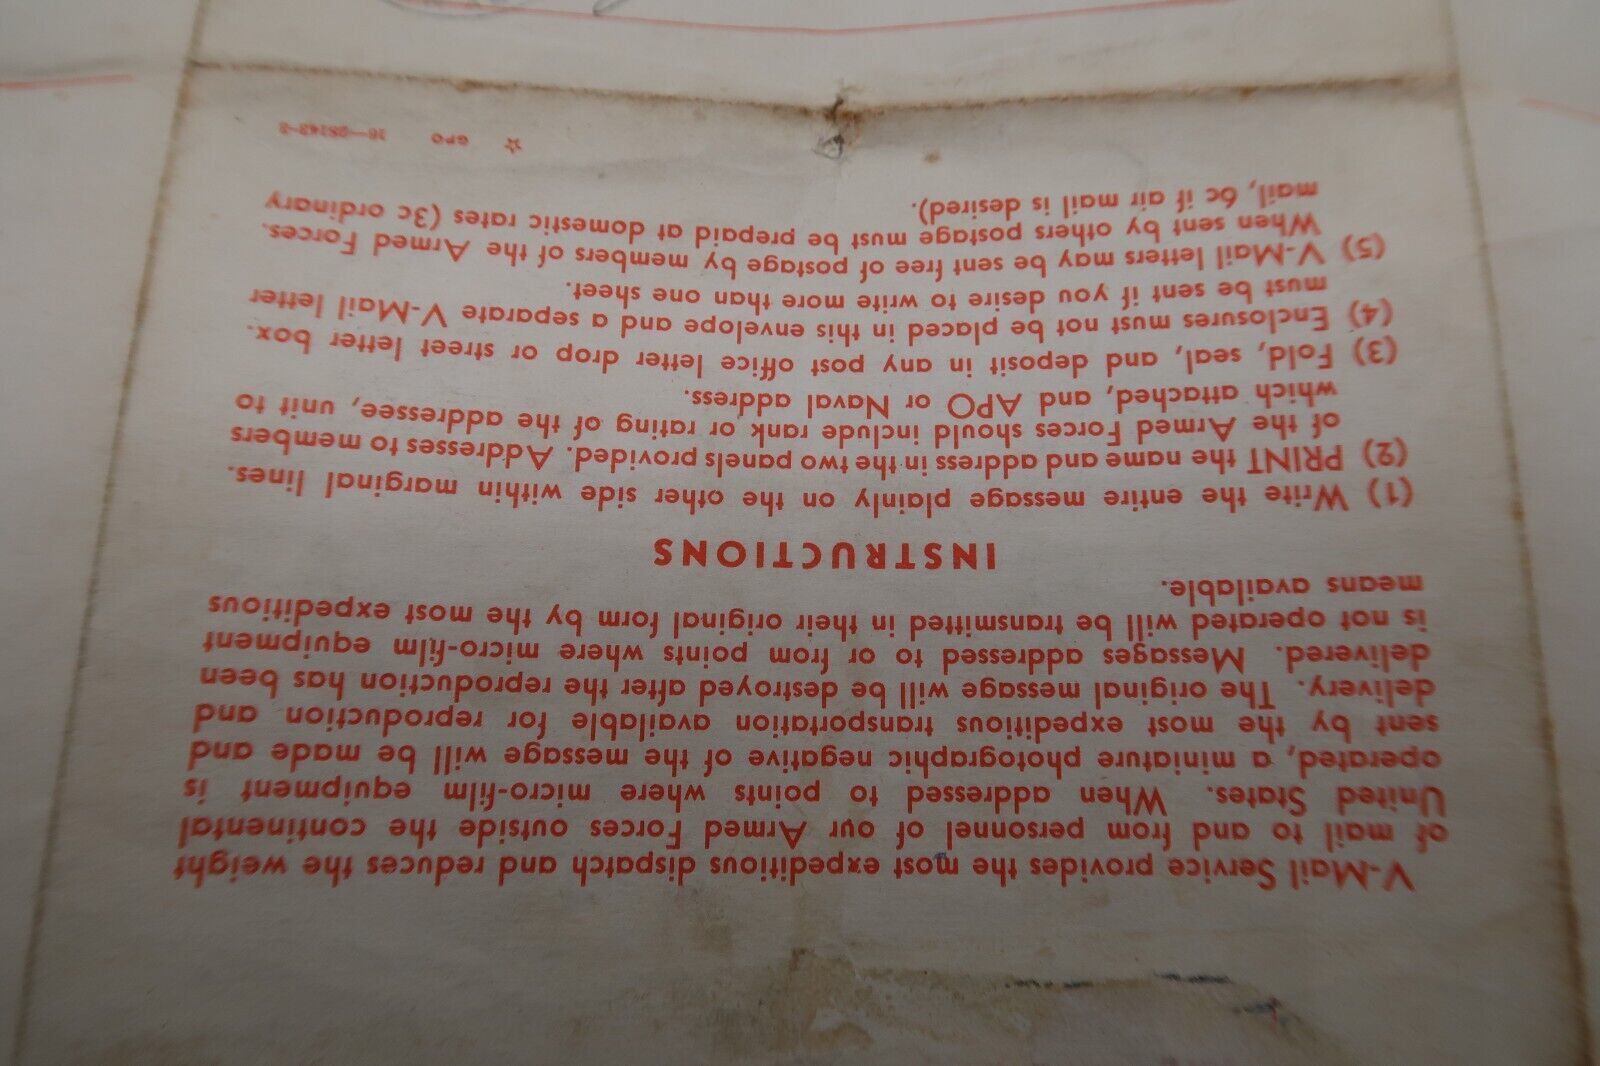 V-Mail Service provides the most expeditious dispatch and reduces the weight
of mail to and from personnel of our Armed Forces outside the continental
United States. When addressed to points where micro-film equipment is
operated, a miniature photographic negative of the message will be made and
sent by the most expeditious transportation available for reproduction and
delivery. The original message will be destroyed after the reproduction has been
delivered. Messages addressed to or from points where micro-film equipment
is not operated will be transmitted in their original form by the most expeditious
means available.
INSTRUCTIONS
(1) Write the entire message plainly on the other side within marginal lines.
(2) PRINT the name and address in the two panels provided. Addresses to members
of the Armed Forces should include rank or rating of the addressee, unit to
which attached, and APO or Naval address.
(3) Fold, seal, and deposit in any post office letter drop or street letter box.
(4) Enclosures must not be placed in this envelope and a separate V-Mail letter
must be sent if you desire to write more than one sheet.
(5) V-Mail letters may be sent free of postage by members of the Armed Forces.
When sent by others postage must be prepaid at domestic rates (3c ordinary
mail, 6c if air mail is desired).
☆ GPO 16—28143-3